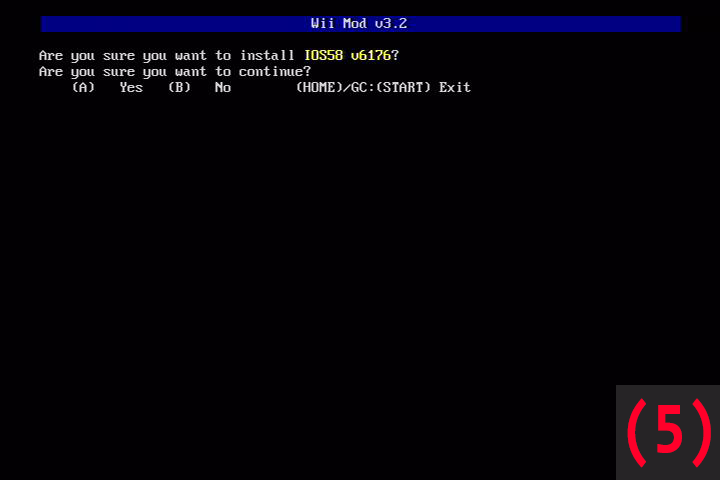 Wii Mod v3.2
Are you sure you want to install IOS58 v6176?
Are you sure you want to continue?
(A) Yes (B) No (HOME)/GC:(START) Exit
(5)